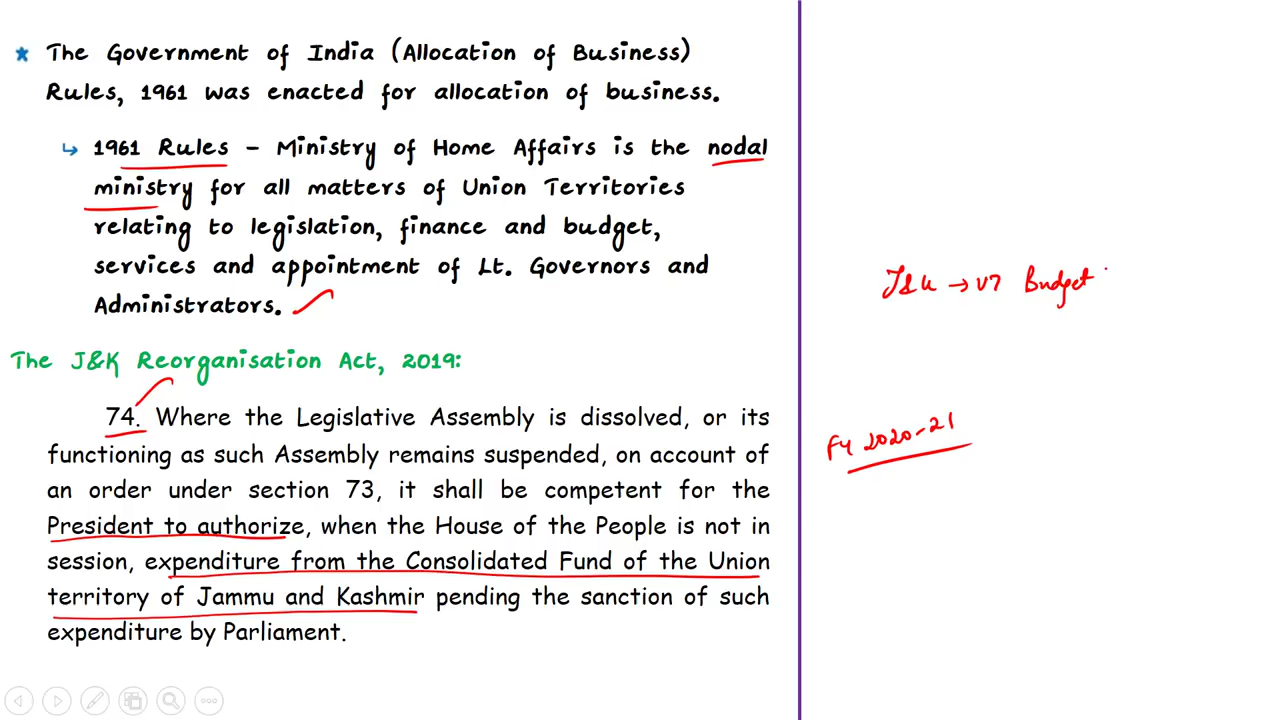 The Government of India (Allocation of Business)
Rules, 1961 was enacted for allocation of business.
1961 Rules - Ministry of Home Affairs is the nodal
ministry for all matters of Union Territories
relating to legislation, finance and budget,
services and appointment of Lt. Governors and
Administrators.
The J&K Reorganisation Act, 2019:
74. Where the Legislative Assembly is dissolved, or its
functioning as such Assembly remains suspended, on account of
an order under section 73, it shall be competent for the
President to authorize, when the House of the People is not in
session, expenditure from the Consolidated Fund of the Union
territory of Jammu and Kashmir pending the sanction of such
expenditure by Parliament.
J&K → UT Budget
FY 2020-21